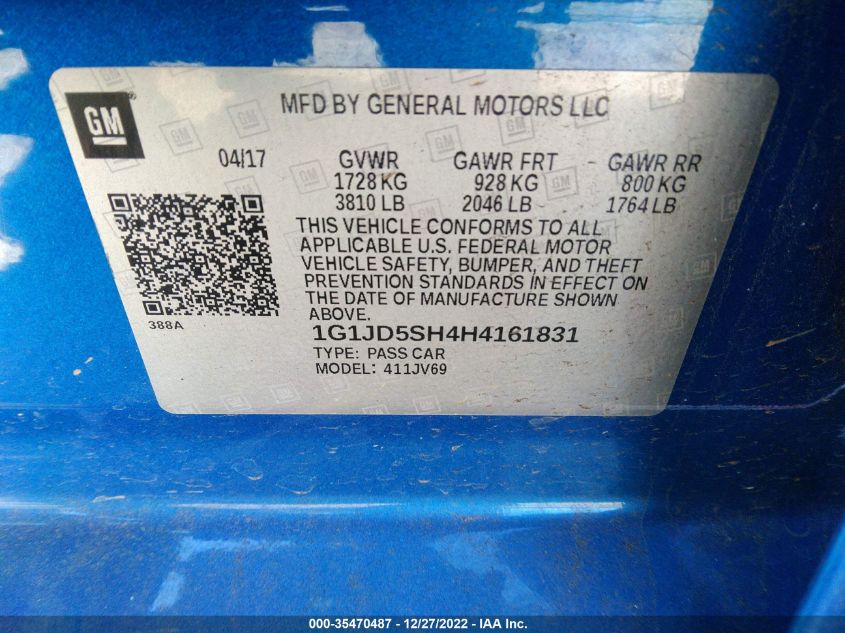 GM
MFD BY GENERAL MOTORS LLC
04/17 GVWR GAWR FRT GAWR RR
1728 KG 928 KG 800 KG
3810 LB 2046 LB 1764 LB
THIS VEHICLE CONFORMS TO ALL
APPLICABLE U.S. FEDERAL MOTOR
VEHICLE SAFETY, BUMPER, AND THEFT
PREVENTION STANDARDS IN EFFECT ON
THE DATE OF MANUFACTURE SHOWN
ABOVE.
388A
1G1JD5SH4H4161831
TYPE: PASS CAR
MODEL: 411JV69
000-35470487 - 12/27/2022 - IAA Inc.